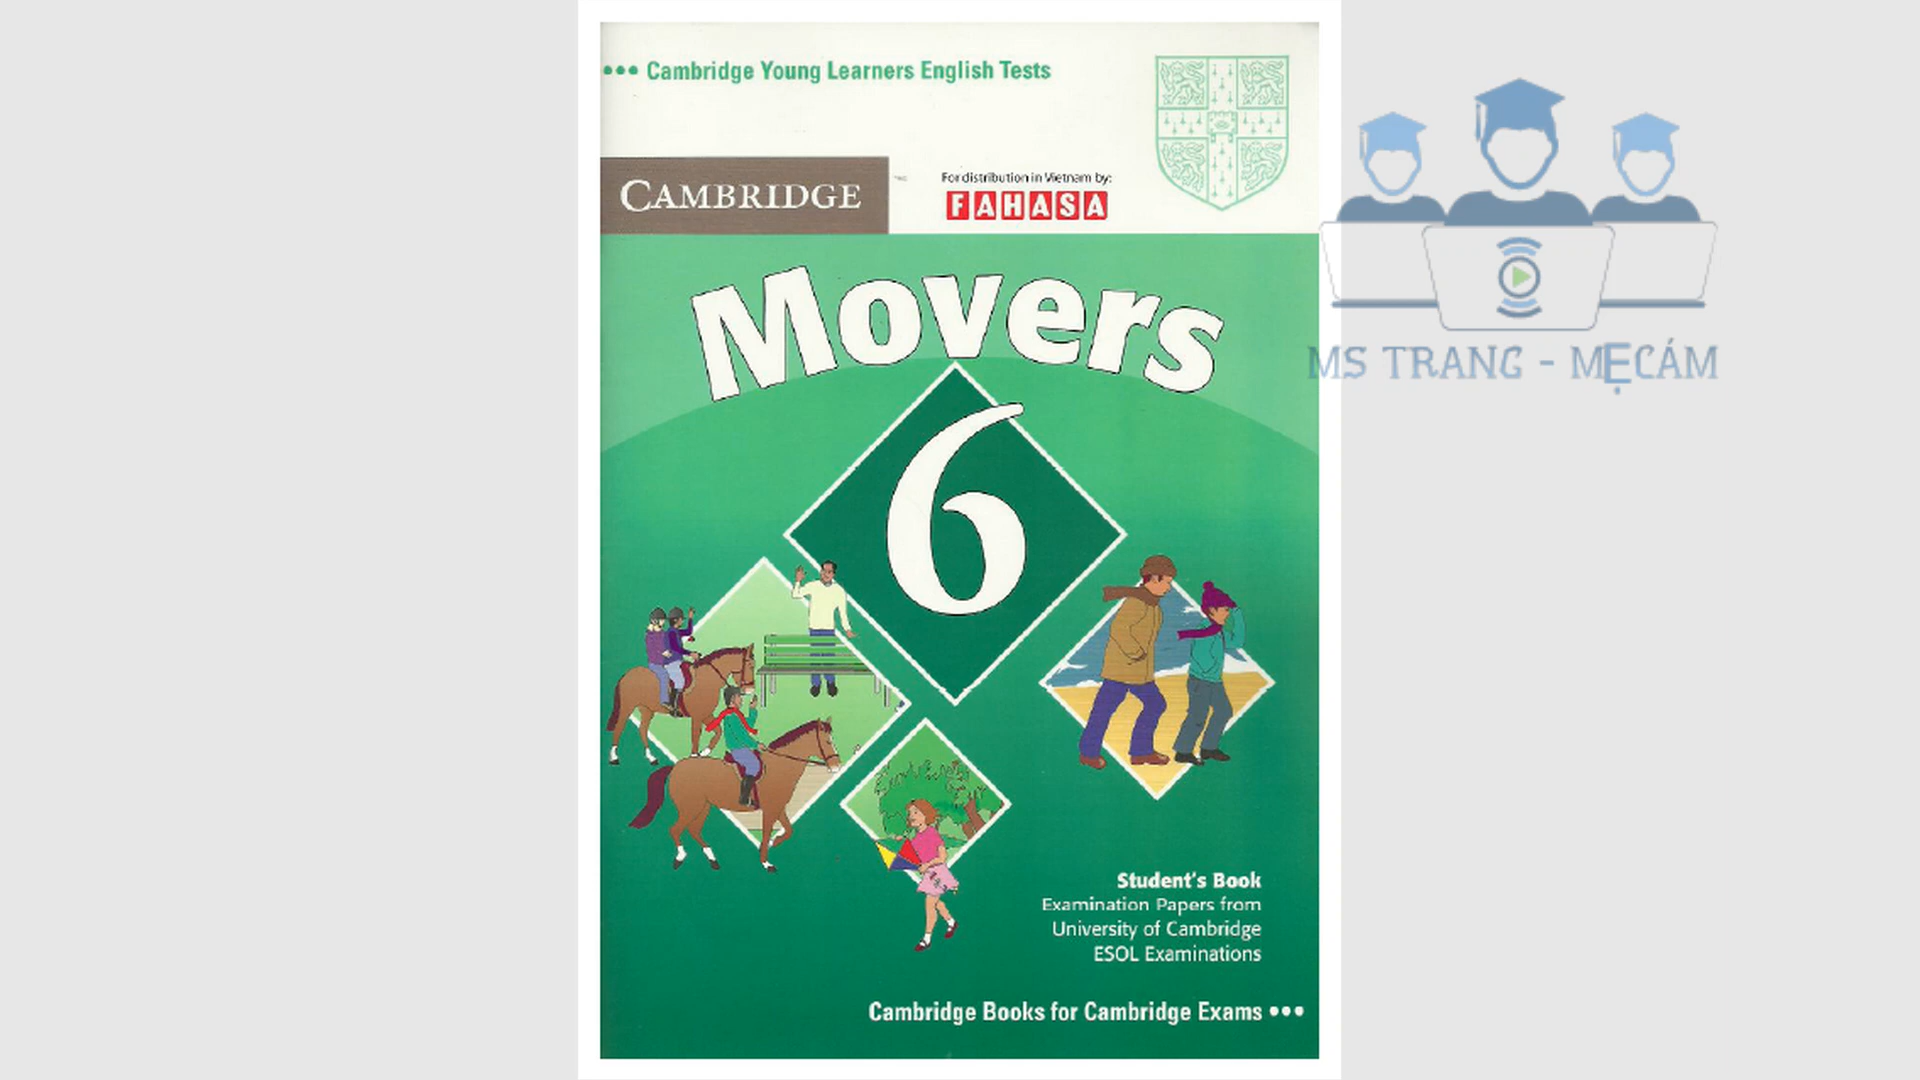 ••• Cambridge Young Learners English Tests
CAMBRIDGE
For distribution in Vietnam by:
FAHASA
Movers
6
Student's Book
Examination Papers from
University of Cambridge
ESOL Examinations
Cambridge Books for Cambridge Exams •••
MS TRANG - MẸCÁM